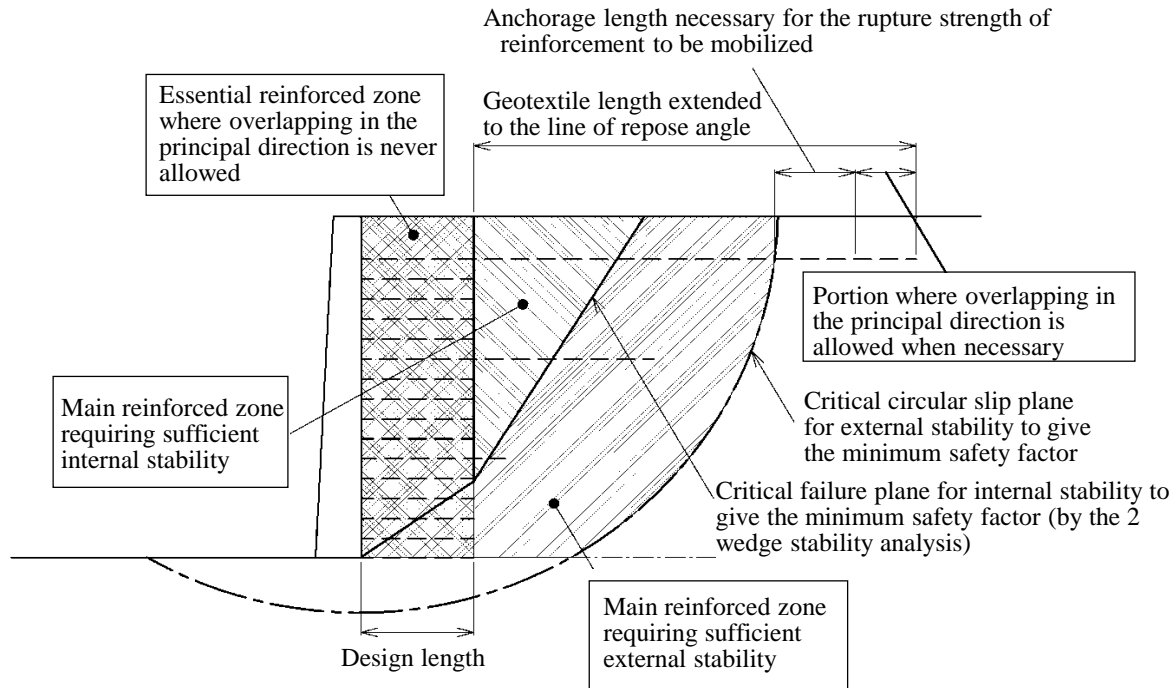 Anchorage length necessary for the rupture strength of
reinforcement to be mobilized
Essential reinforced zone
where overlapping in the
principal direction is never
allowed
Geotextile length extended
to the line of repose angle
Portion where overlapping in
the principal direction is
allowed when necessary
Main reinforced zone
requiring sufficient
internal stability
Critical circular slip plane
for external stability to give
the minimum safety factor
Critical failure plane for internal stability to
give the minimum safety factor (by the 2
wedge stability analysis)
Main reinforced zone
requiring sufficient
external stability
Design length